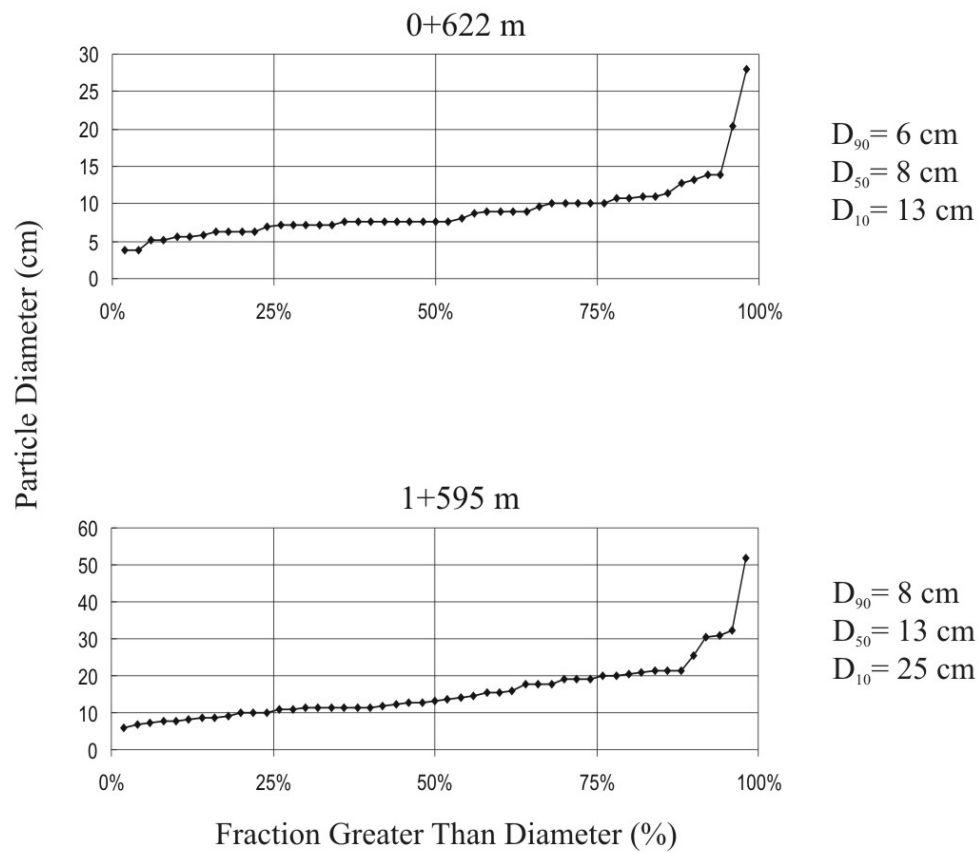 0+622 m
30
25
20
15
10
5
0
0% 25% 50% 75% 100%
D₉₀= 6 cm
D₅₀= 8 cm
D₁₀= 13 cm
Particle Diameter (cm)
1+595 m
60
50
40
30
20
10
0
0% 25% 50% 75% 100%
D₉₀= 8 cm
D₅₀= 13 cm
D₁₀= 25 cm
Fraction Greater Than Diameter (%)